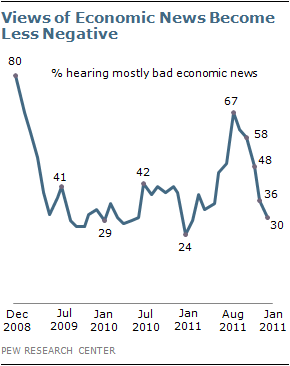 Views of Economic News Become
Less Negative
% hearing mostly bad economic news
80
41
29
42
24
67
58
48
36
30
Dec Jul Jan Jul Jan Aug Jan
2008 2009 2010 2010 2011 2011 2011
PEW RESEARCH CENTER